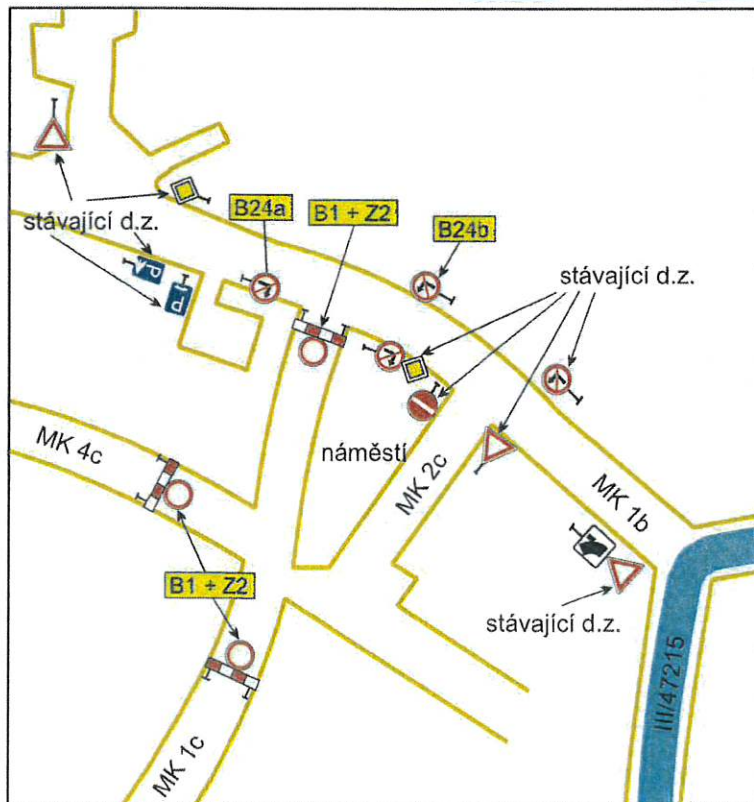 B24a
B1 + Z2
B24b
stávající d.z.
stávající d.z.
P
P
MK 4c
náměstí
MK 2c
MK 1b
B1 + Z2
stávající d.z.
III/47215
MK 1c